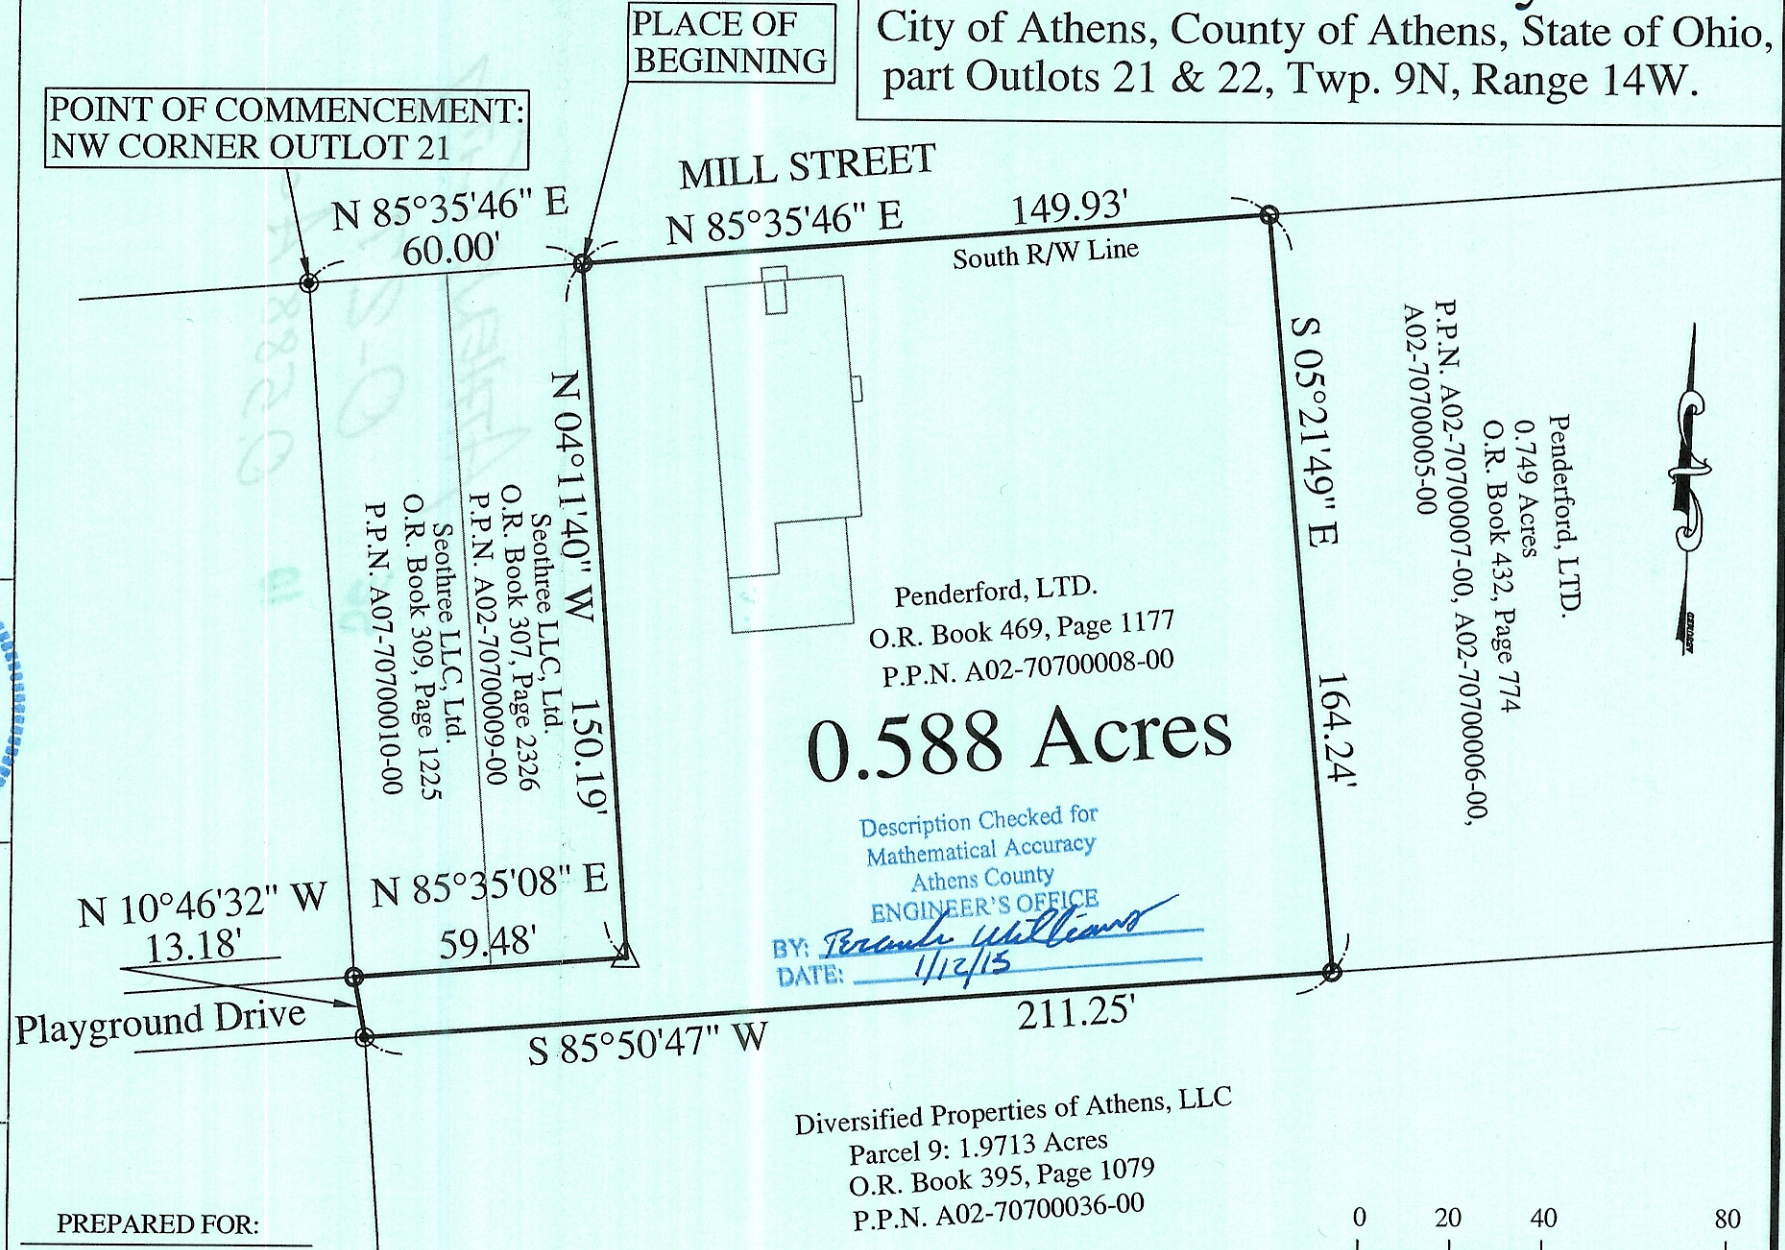 City of Athens, County of Athens, State of Ohio,
part Outlots 21 & 22, Twp. 9N, Range 14W.
PLACE OF
BEGINNING
POINT OF COMMENCEMENT:
NW CORNER OUTLOT 21
MILL STREET
N 85°35'46" E
60.00'
N 85°35'46" E 149.93'
South R/W Line
S 05°21'49" E 164.24'
Penderford, LTD.
0.749 Acres
O.R. Book 432, Page 774
P.P.N. A02-70700007-00, A02-70700006-00,
A02-70700005-00
N 04°11'40" W 150.19'
Seothree LLC, Ltd.
O.R. Book 307, Page 2326
P.P.N. A02-70700009-00
Seothree LLC, Ltd.
O.R. Book 309, Page 1225
P.P.N. A07-70700010-00
Penderford, LTD.
O.R. Book 469, Page 1177
P.P.N. A02-70700008-00
0.588 Acres
Description Checked for
Mathematical Accuracy
Athens County
ENGINEER'S OFFICE
BY: Williams
DATE: 1/12/15
N 10°46'32" W
13.18'
N 85°35'08" E
59.48'
Playground Drive
S 85°50'47" W
211.25'
Diversified Properties of Athens, LLC
Parcel 9: 1.9713 Acres
O.R. Book 395, Page 1079
P.P.N. A02-70700036-00
PREPARED FOR:
0 20 40 80